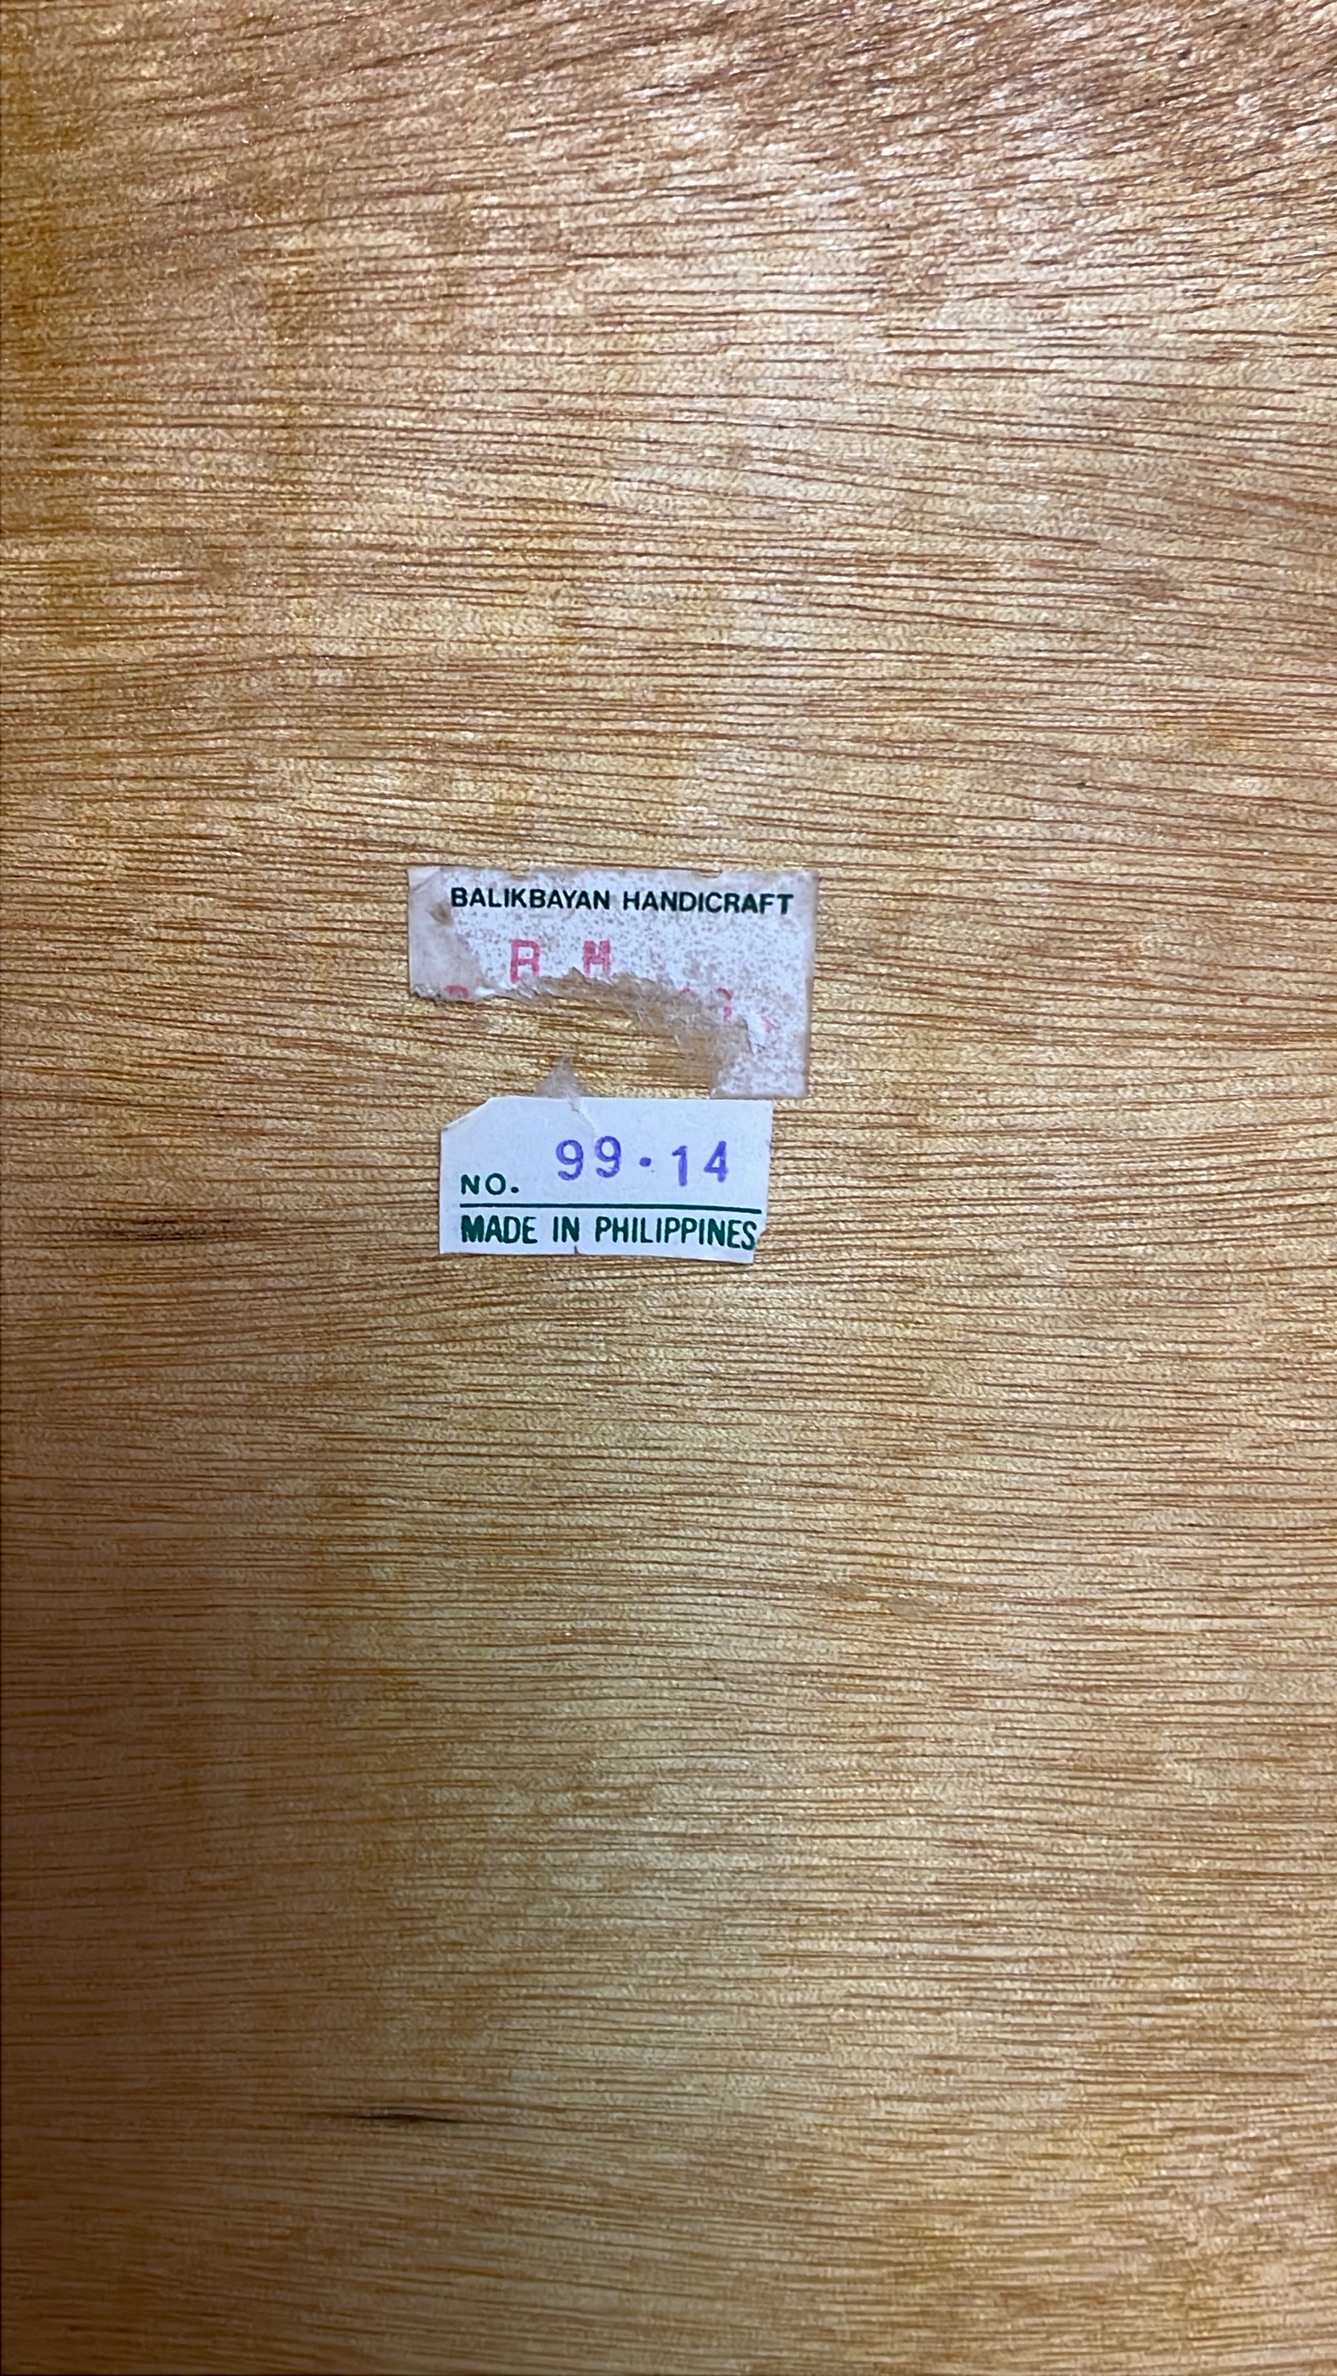 BALIKBAYAN HANDICRAFT
B M
NO. 99.14
MADE IN PHILIPPINES